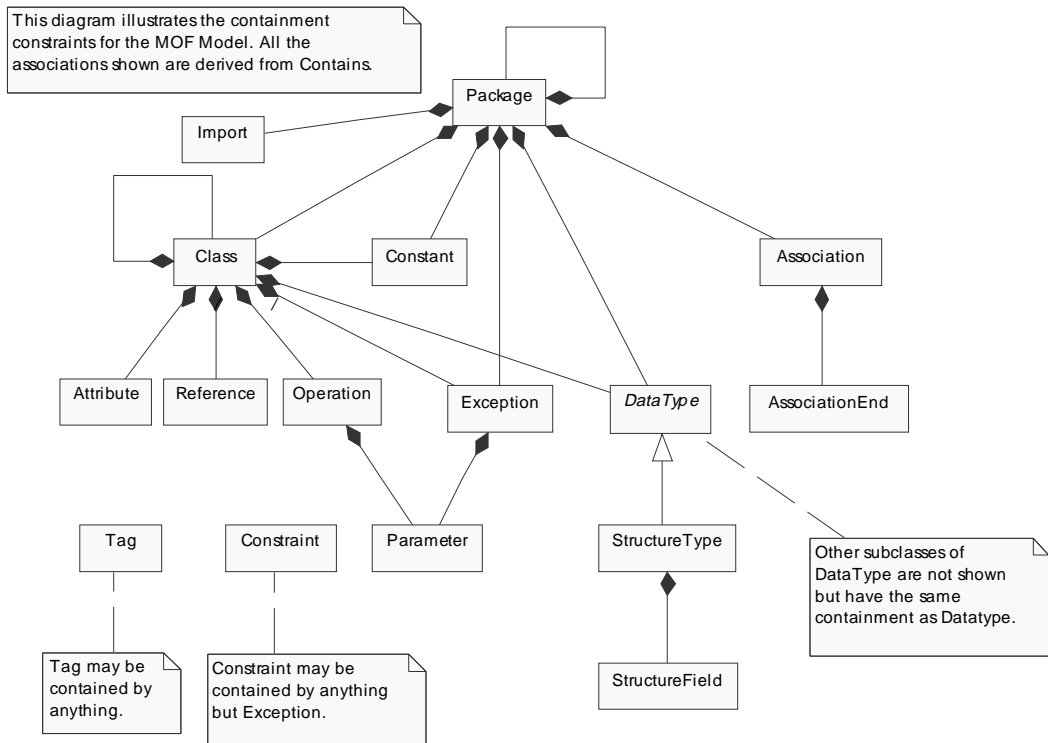 This diagram illustrates the containment
constraints for the MOF Model. All the
associations shown are derived from Contains.
Package
Import
Class
Constant
Association
Attribute
Reference
Operation
Exception
DataType
AssociationEnd
Tag
Constraint
Parameter
StructureType
Other subclasses of
DataType are not shown
but have the same
containment as Datatype.
Tag may be
contained by
anything.
Constraint may be
contained by anything
but Exception.
StructureField